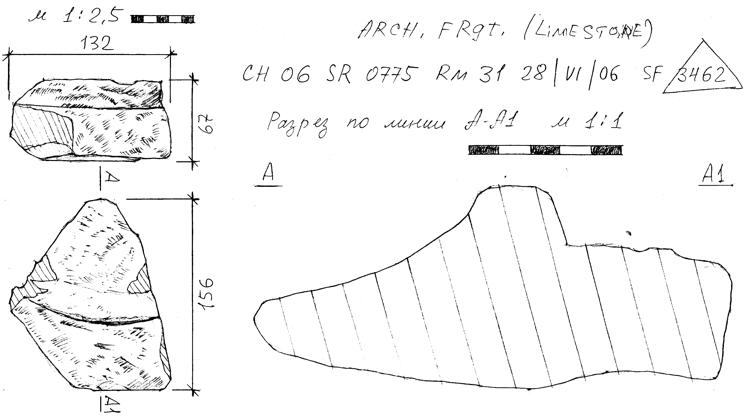 м 1:2,5
132
67
A
156
A1
ARCH. FRgt. (LiMESTONE)
CH 06 SR 0775 RM 31 28/VI/06 SF 3462
Разрез по линии А-А1 м 1:1
A
A1